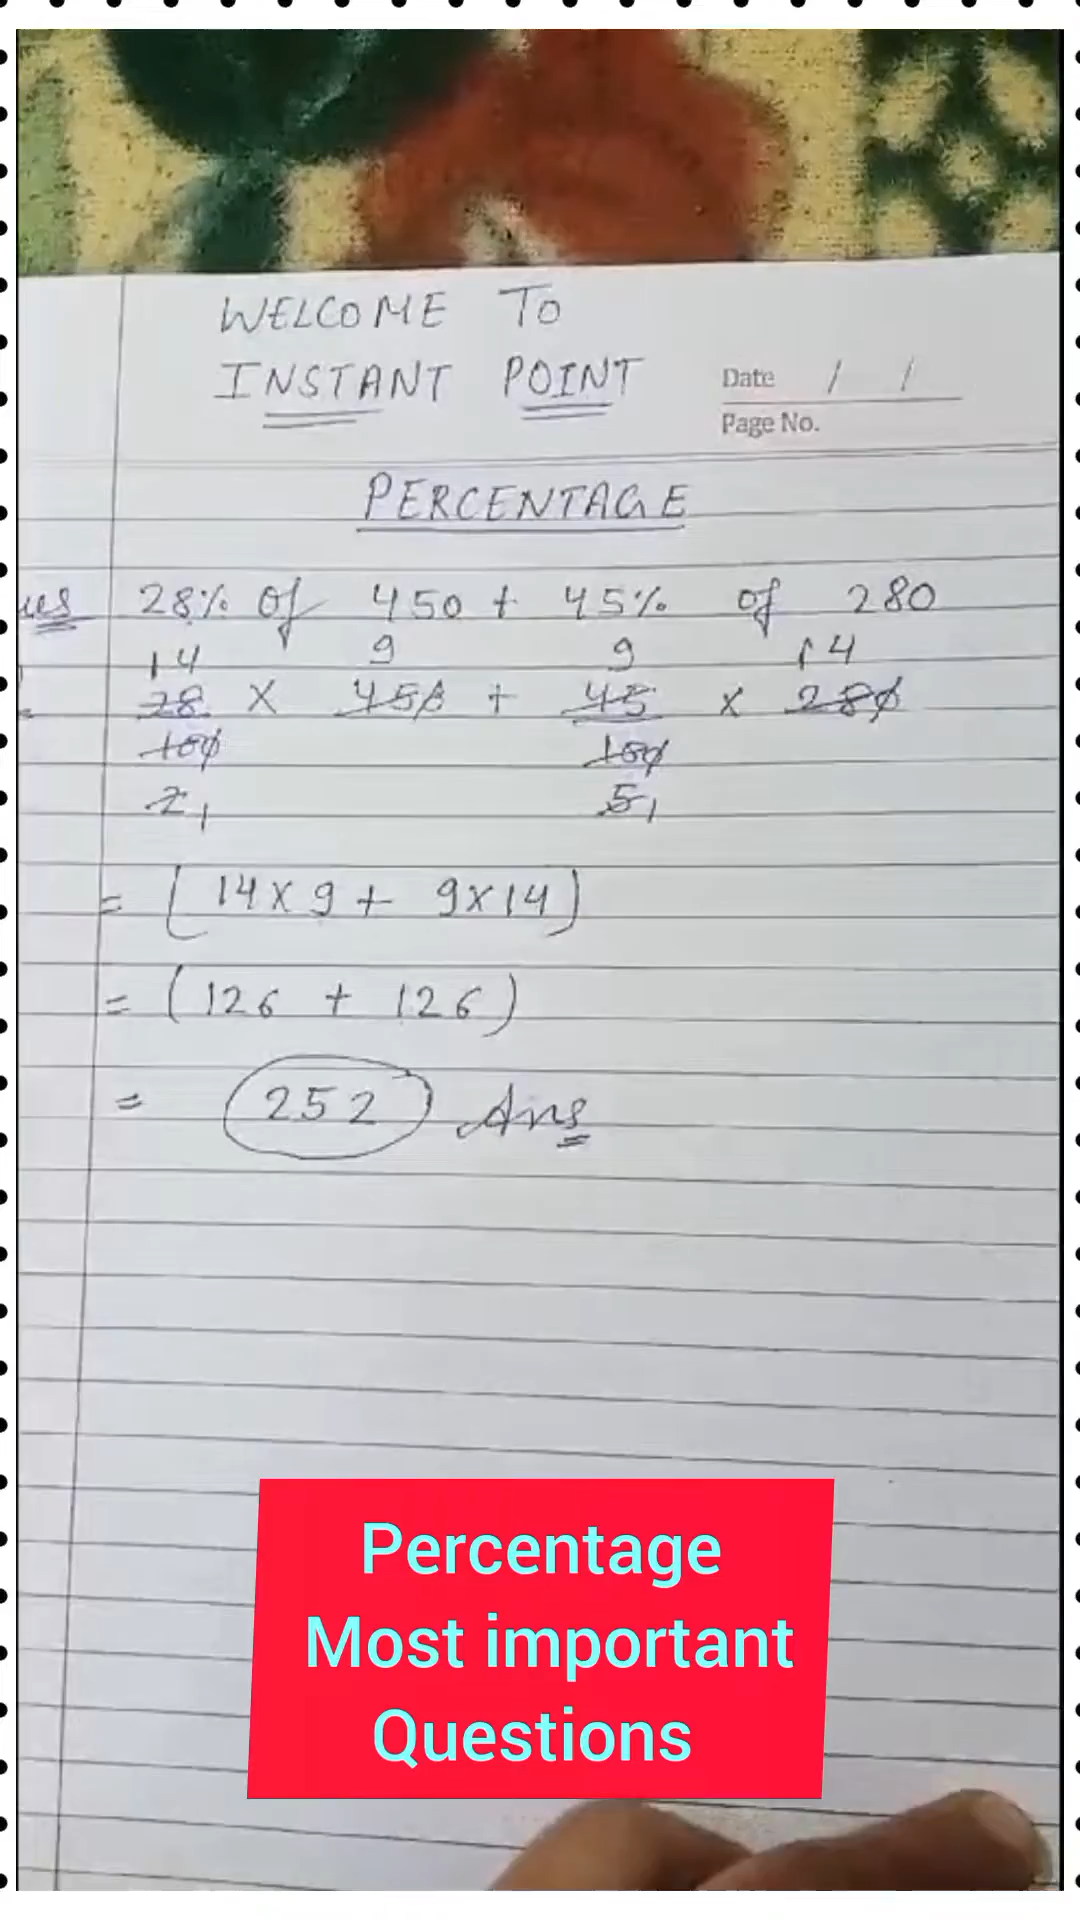 WELCOME TO
INSTANT POINT
Date / /
Page No.
PERCENTAGE
28% of 450 + 45% of 280
14 9 9 14
28 × 450 + 45 × 280
100 100
2 1 5 1
= [14 x 9 + 9 x 14)
= (126 + 126)
= 252 Ans
Percentage
Most important
Questions